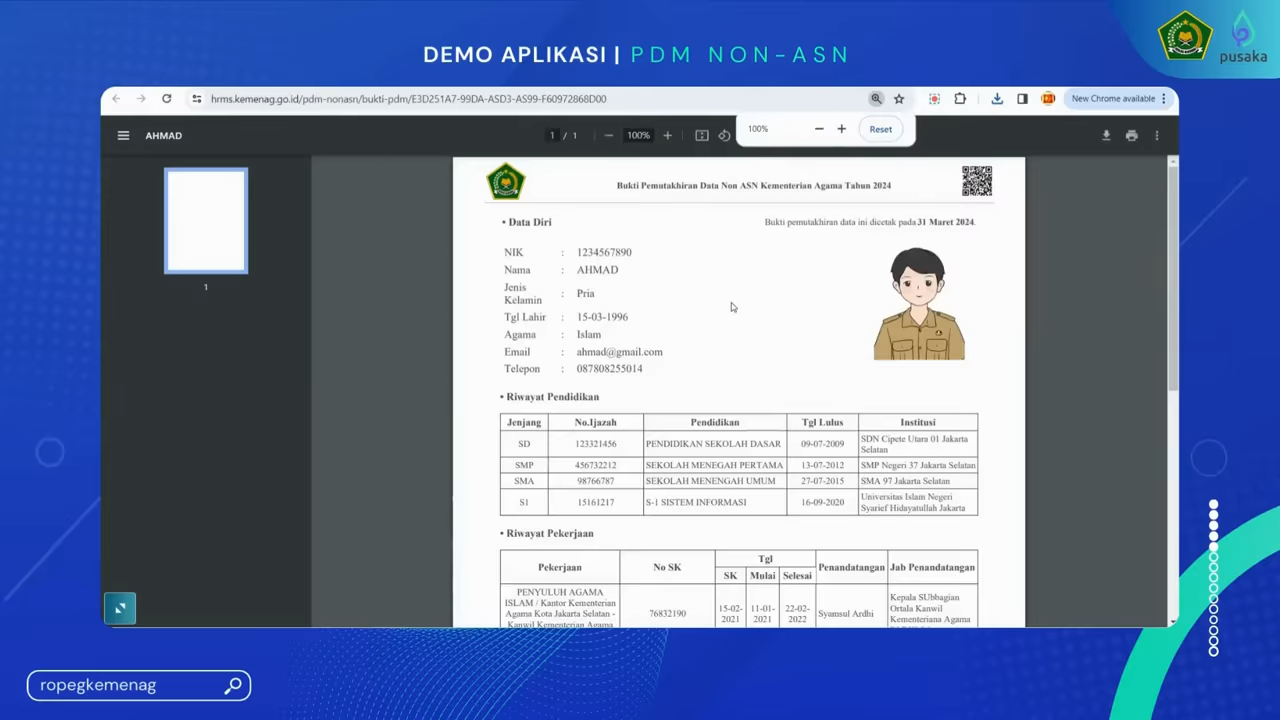 DEMO APLIKASI | PDM NON-ASN
pusaka
hrms.kemenag.go.id/pdm-nonasn/bukti-pdm/E3D251A7-99DA-ASD3-AS99-F60972868D00
New Chrome available
AHMAD
1 / 1
100%
100%
Reset
1
Bukti Pemutakhiran Data Non ASN Kementerian Agama Tahun 2024
• Data Diri
Bukti pemutakhiran data ini dicetak pada 31 Maret 2024.
NIK : 1234567890
Nama : AHMAD
Jenis Kelamin : Pria
Tgl Lahir : 15-03-1996
Agama : Islam
Email : ahmad@gmail.com
Telepon : 087808255014
• Riwayat Pendidikan
Jenjang No.Ijazah Pendidikan Tgl Lulus Institusi
SD 123321456 PENDIDIKAN SEKOLAH DASAR 09-07-2009 SDN Cipete Utara 01 Jakarta Selatan
SMP 456732212 SEKOLAH MENEGAH PERTAMA 13-07-2012 SMP Negeri 37 Jakarta Selatan
SMA 98766787 SEKOLAH MENENGAH UMUM 27-07-2015 SMA 97 Jakarta Selatan
S1 15161217 S-1 SISTEM INFORMASI 16-09-2020 Universitas Islam Negeri Syarief Hidayatullah Jakarta
• Riwayat Pekerjaan
Pekerjaan No SK Tgl Penandatangan Jab Penandatangan
SK Mulai Selesai
PENYULUH AGAMA ISLAM / Kantor Kementerian Agama Kota Jakarta Selatan - Kanwil Kementerian Agama 76832190 15-02-2021 11-01-2021 22-02-2022 Syamsul Ardhi Kepala SUbbagian Ortala Kanwil Kementeriana Agama
ropegkemenag